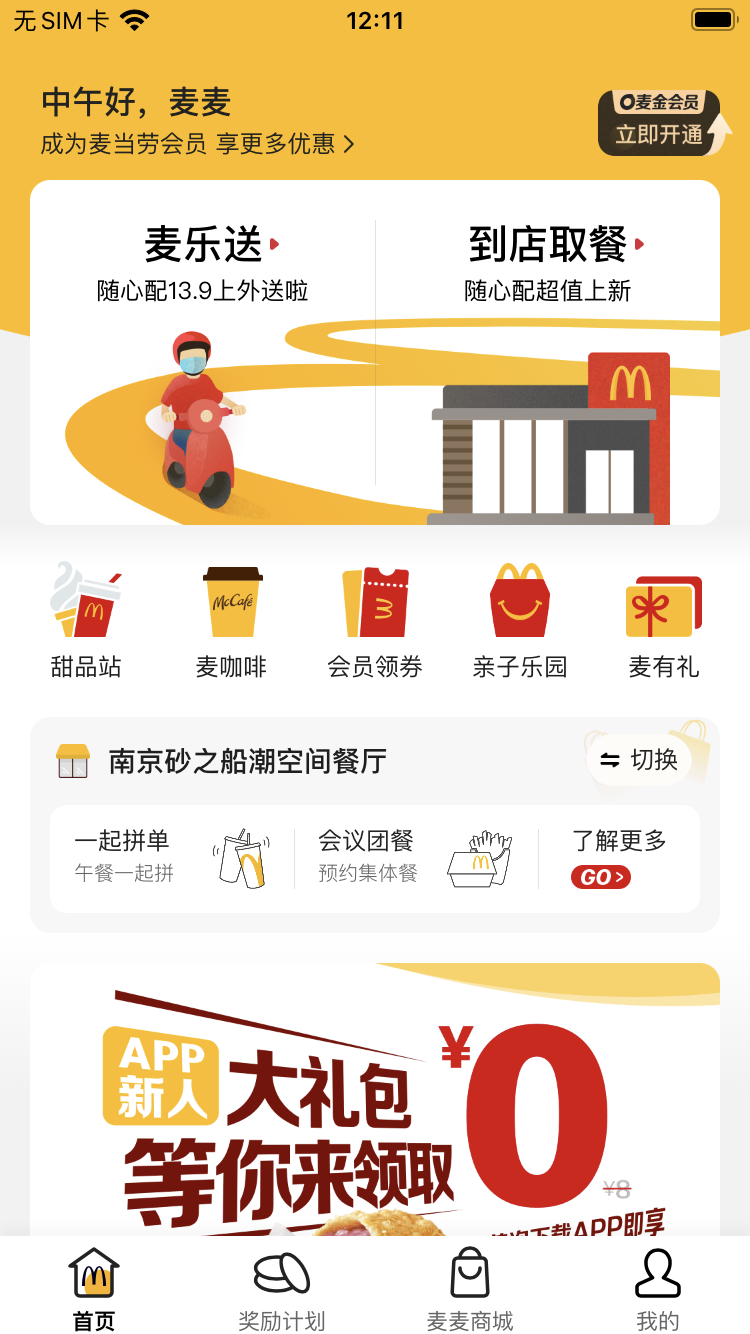 无SIM卡
12:11
中午好，麦麦
成为麦当劳会员 享更多优惠 >
麦金会员
立即开通
麦乐送
随心配13.9上外送啦
到店取餐
随心配超值上新
McCafé
甜品站
麦咖啡
会员领券
亲子乐园
麦有礼
南京砂之船潮空间餐厅
切换
一起拼单
午餐一起拼
会议团餐
预约集体餐
了解更多
GO >
APP
新人
大礼包
¥0
等你来领取
¥8
下载APP即享
首页
奖励计划
麦麦商城
我的